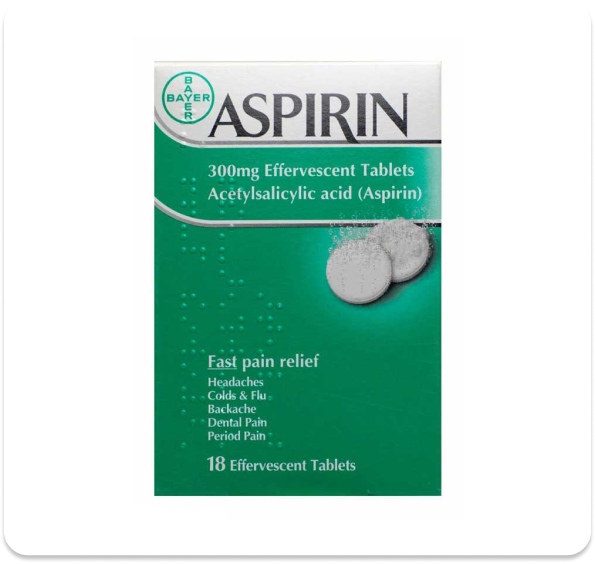 BAYER
BAYER
ASPIRIN
300mg Effervescent Tablets
Acetylsalicylic acid (Aspirin)
Fast pain relief
Headaches
Colds & Flu
Backache
Dental Pain
Period Pain
18 Effervescent Tablets